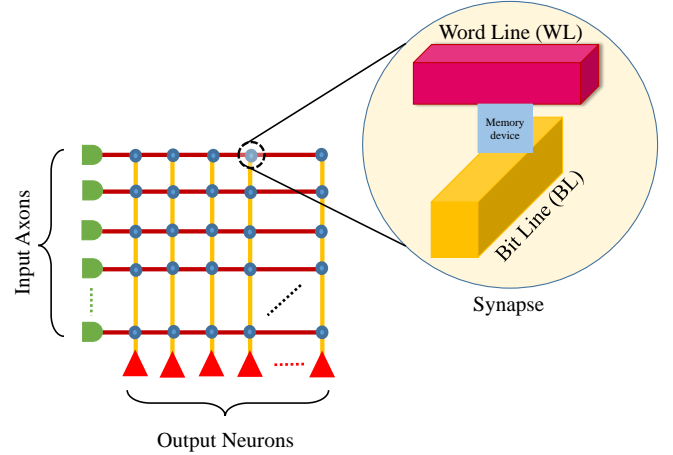 Word Line (WL)
Memory
device
Bit Line (BL)
Synapse
Input Axons
Output Neurons